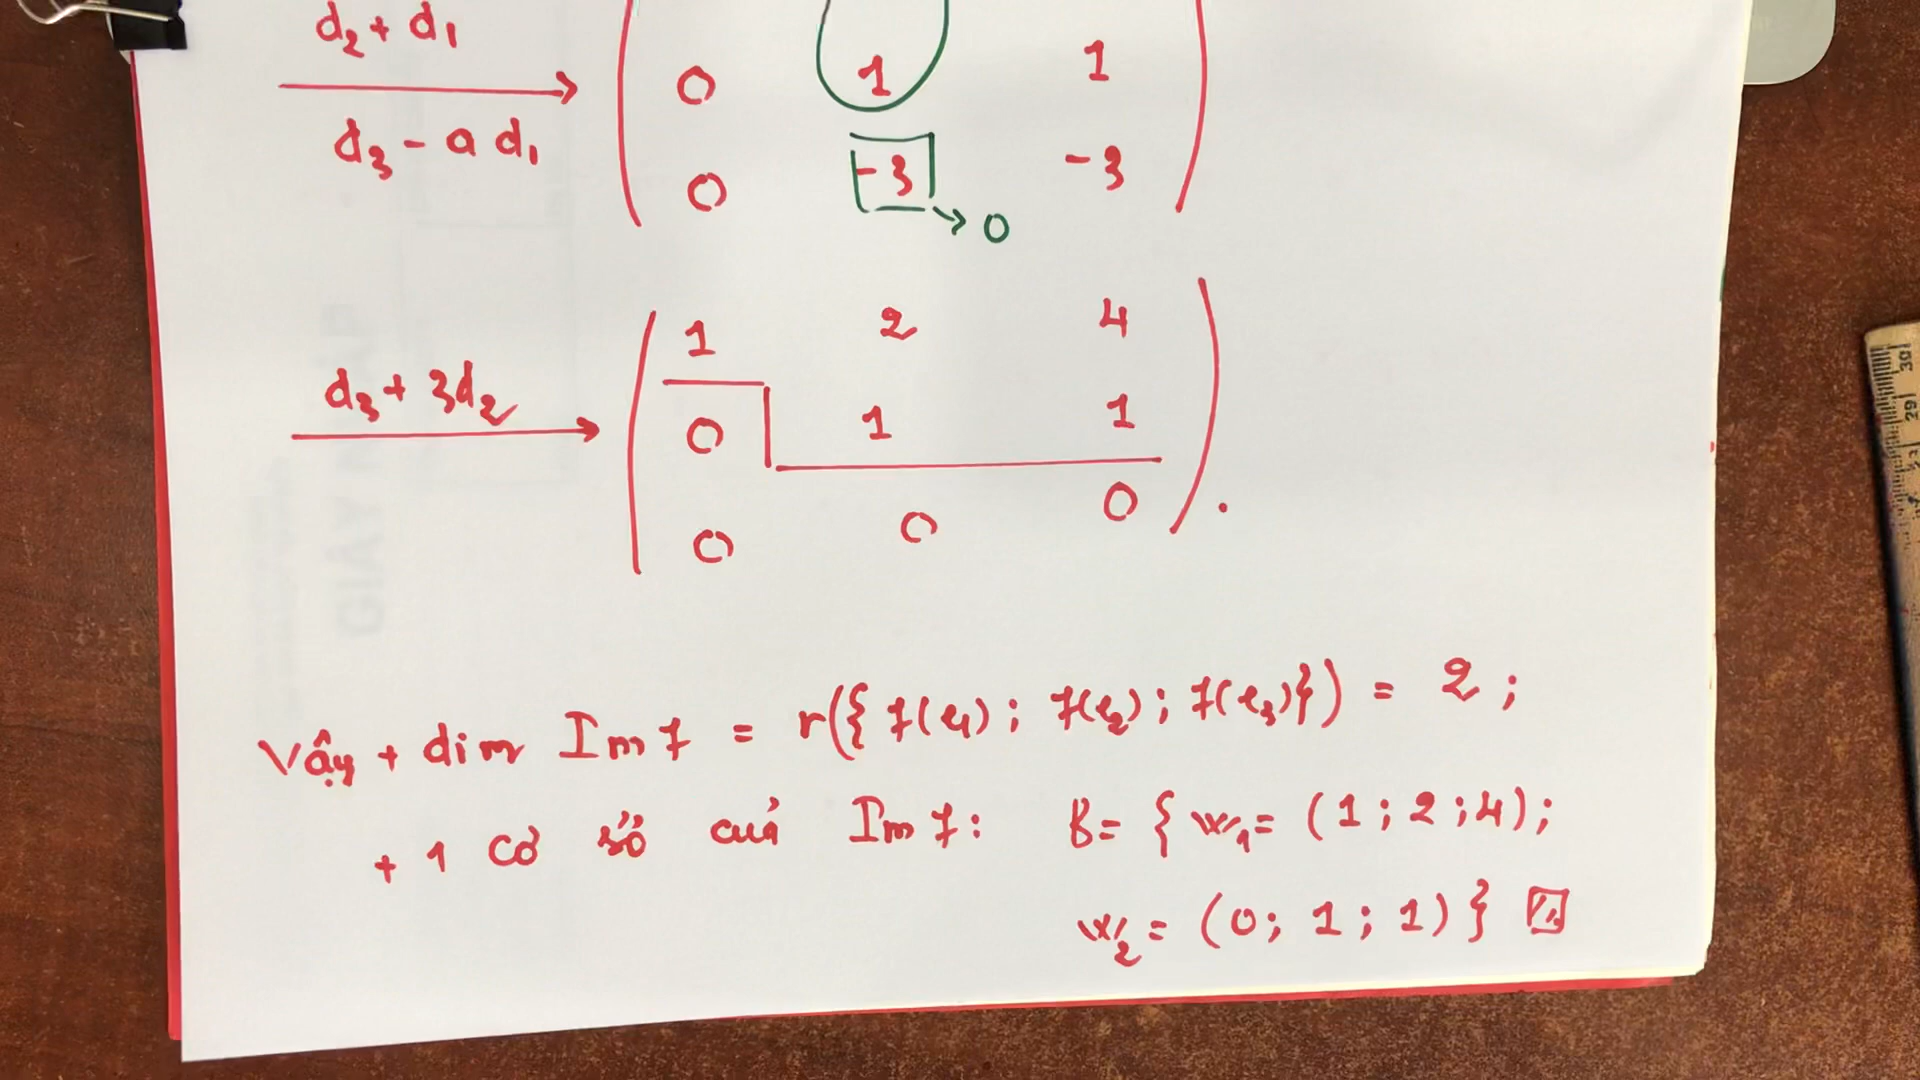 d₂ + d₁
0 1 1
d₃ - a d₁
0 -3 -3
→ 0
1 2 4
d₃ + 3d₂
0 1 1
0 0 0 .
Vậy + dim Im f = r({f(e₁); f(e₂); f(e₃)}) = 2;
+ 1 cơ sở của Im f: B = { w₁ = (1; 2; 4);
w₂ = (0; 1; 1)}